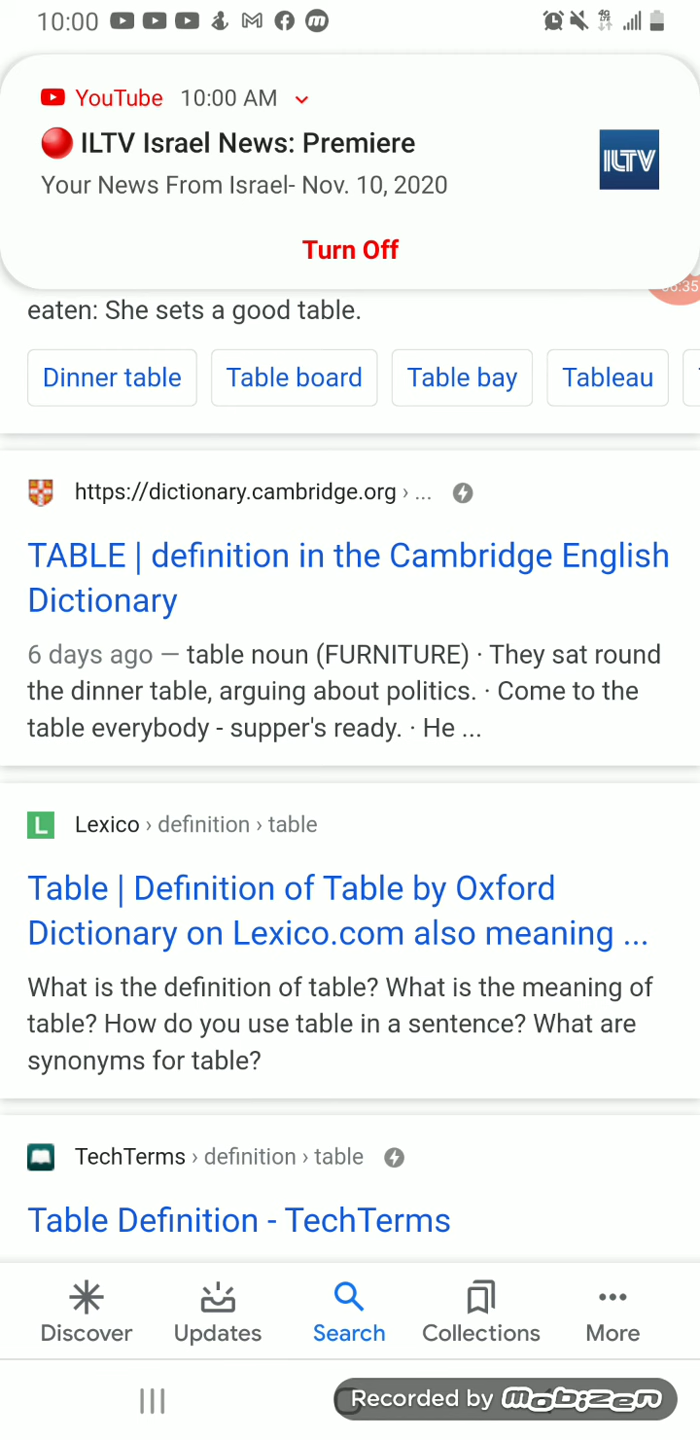 10:00
YouTube 10:00 AM
ILTV Israel News: Premiere
ILTV
Your News From Israel- Nov. 10, 2020
Turn Off
eaten: She sets a good table.
Dinner table Table board Table bay Tableau
https://dictionary.cambridge.org › ...
TABLE | definition in the Cambridge English
Dictionary
6 days ago — table noun (FURNITURE) · They sat round
the dinner table, arguing about politics. · Come to the
table everybody - supper's ready. · He ...
L Lexico › definition › table
Table | Definition of Table by Oxford
Dictionary on Lexico.com also meaning ...
What is the definition of table? What is the meaning of
table? How do you use table in a sentence? What are
synonyms for table?
TechTerms › definition › table
Table Definition - TechTerms
Discover Updates Search Collections More
Recorded by mobizen